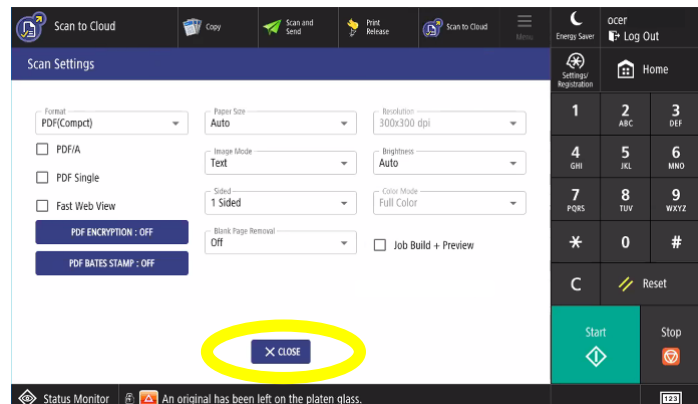 Scan to Cloud
Copy
Scan and
Send
Print
Release
Scan to Cloud
Menu
Energy Saver
ocer
Log Out
Scan Settings
Settings/
Registration
Home
Format
PDF(Compct)
Paper Size
Auto
Resolution
300x300 dpi
PDF/A
Image Mode
Text
Brightness
Auto
PDF Single
Fast Web View
Sided
1 Sided
Color Mode
Full Color
PDF ENCRYPTION : OFF
Blank Page Removal
Off
Job Build + Preview
PDF BATES STAMP : OFF
CLOSE
1
2
ABC
3
DEF
4
GHI
5
JKL
6
MNO
7
PQRS
8
TUV
9
WXYZ
*
0
#
C
Reset
Start
Stop
Status Monitor
An original has been left on the platen glass.
123